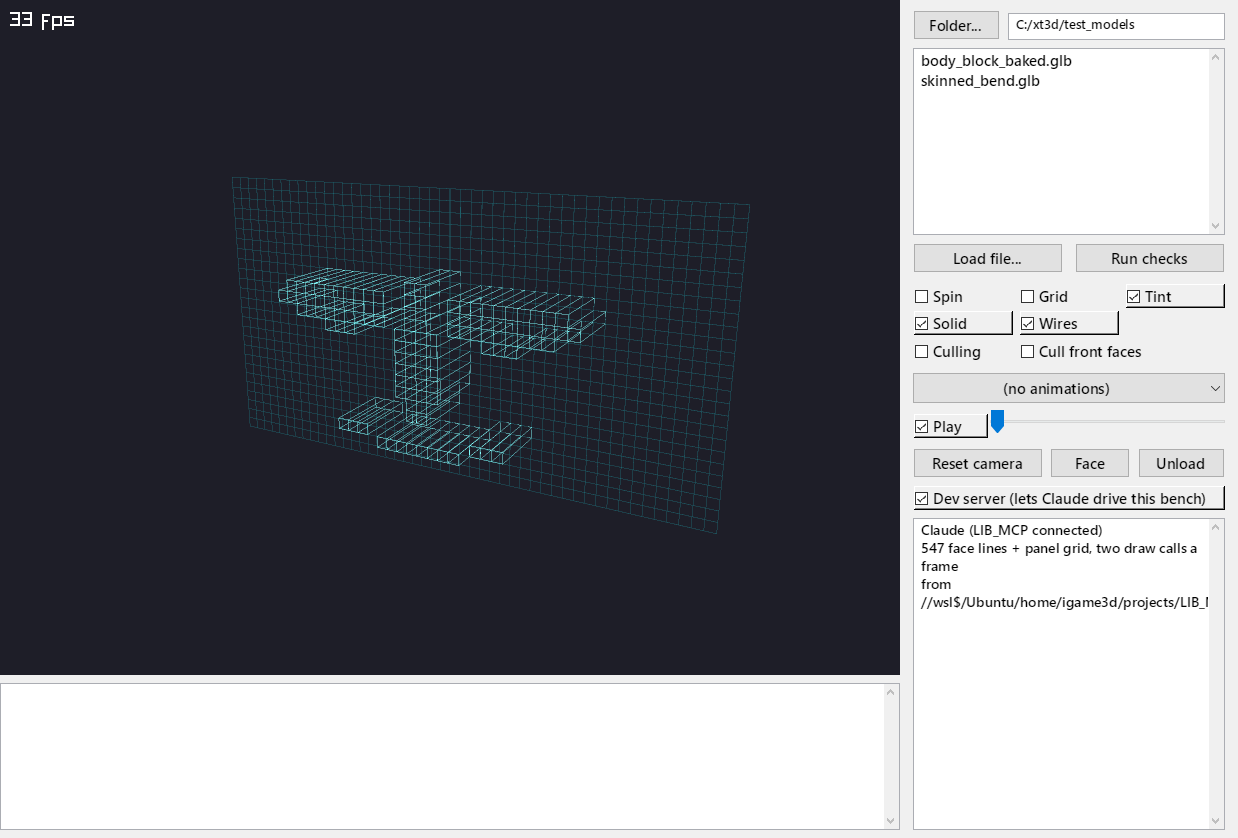 33 Fps
Folder...
C:/xt3d/test_models
body_block_baked.glb
skinned_bend.glb
Load file...
Run checks
Spin
Grid
Tint
Solid
Wires
Culling
Cull front faces
(no animations)
Play
Reset camera
Face
Unload
Dev server (lets Claude drive this bench)
Claude (LIB_MCP connected)
547 face lines + panel grid, two draw calls a
frame
from
//wsl$/Ubuntu/home/igame3d/projects/LIB_